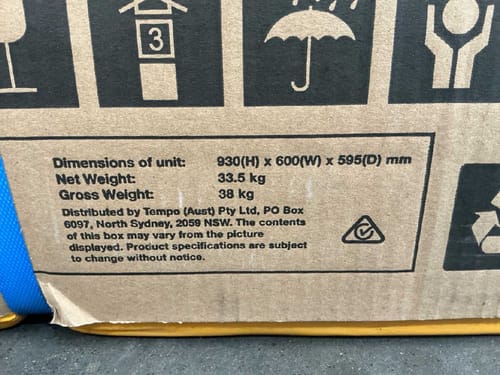 3
Dimensions of unit: 930(H) x 600(W) x 595(D) mm
Net Weight: 33.5 kg
Gross Weight: 38 kg
Distributed by Tempo (Aust) Pty Ltd, PO Box
6097, North Sydney, 2059 NSW. The contents
of this box may vary from the picture
displayed. Product specifications are subject
to change without notice.